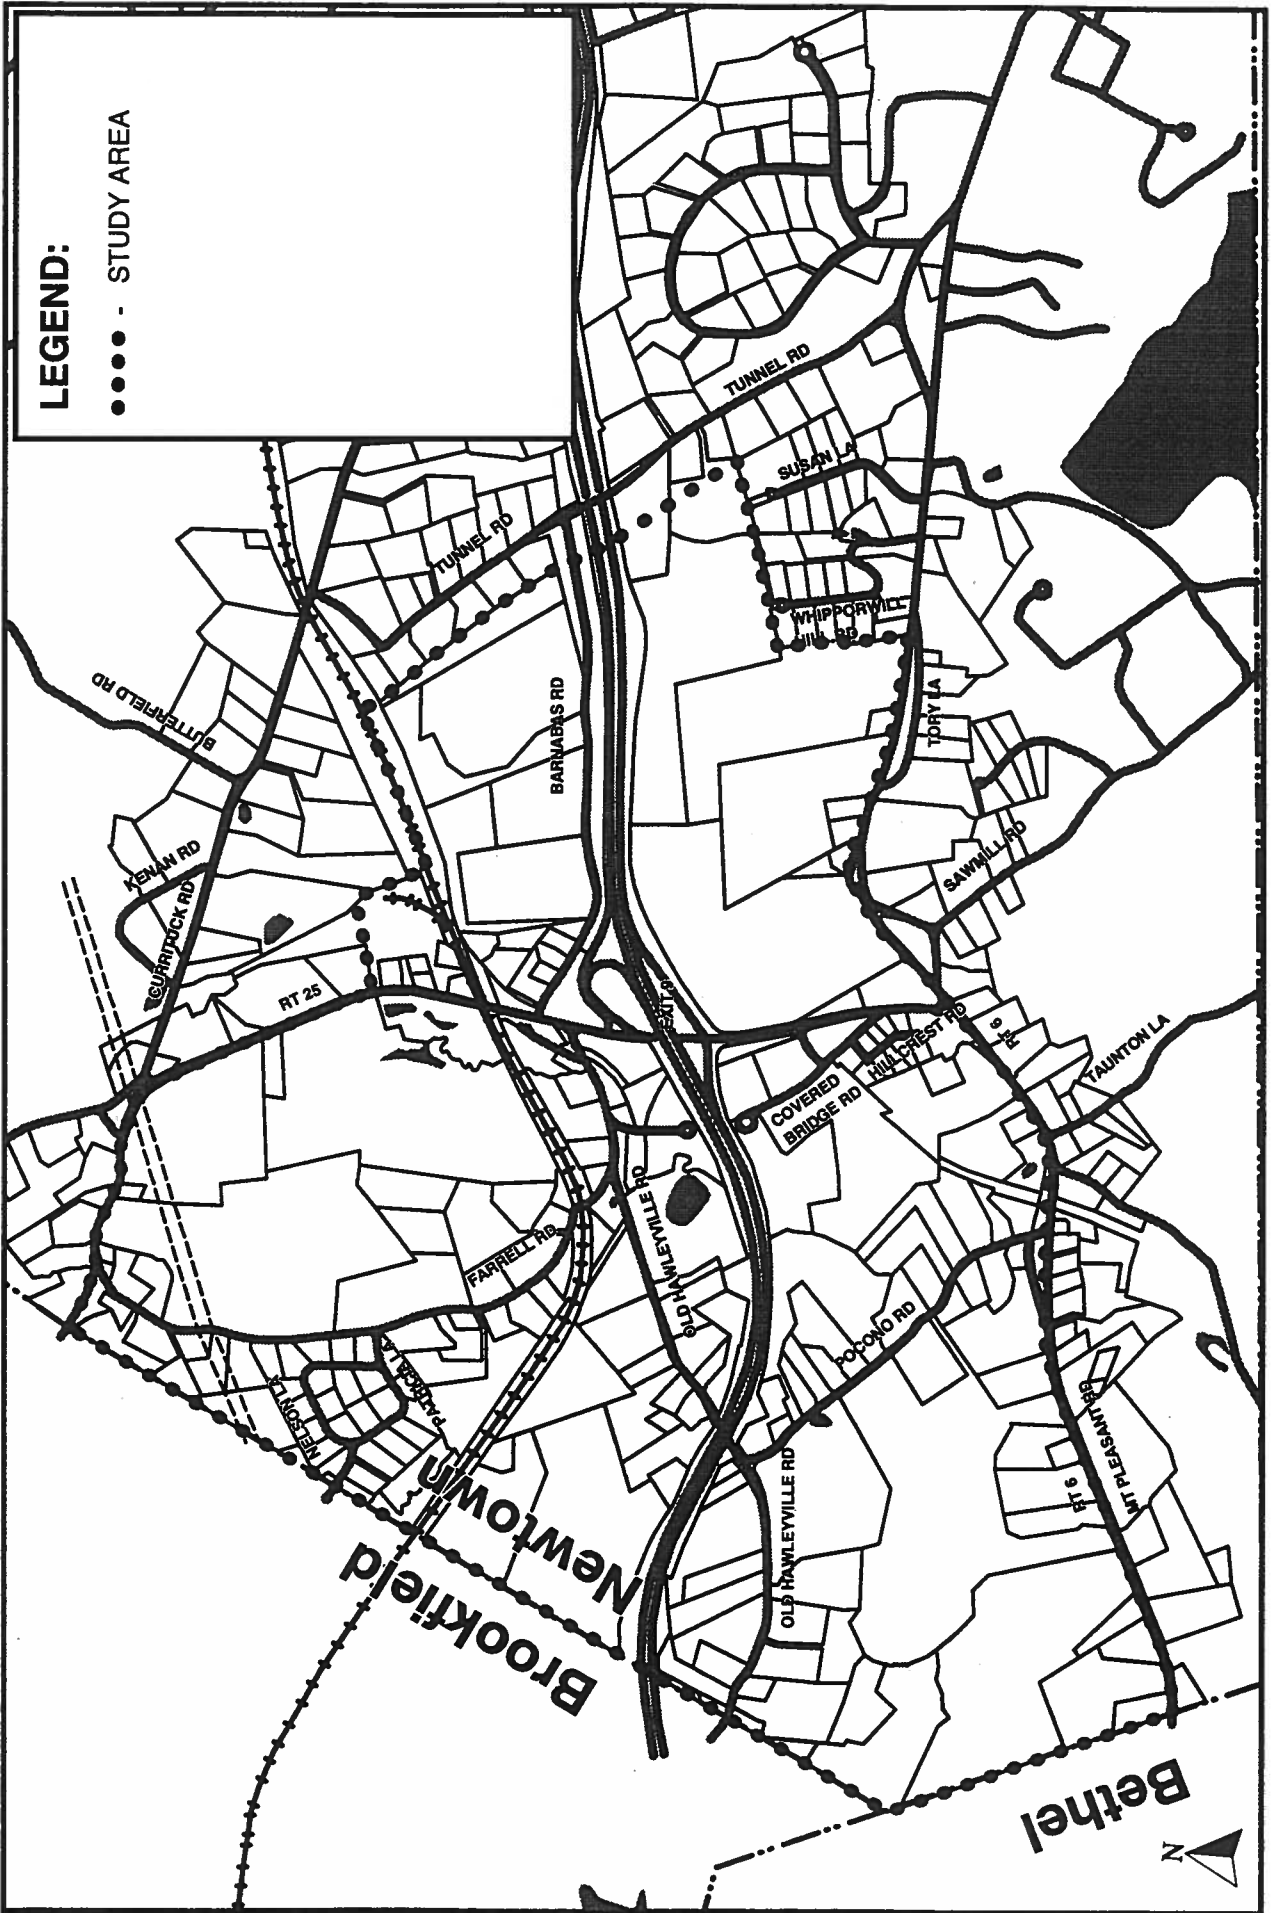 LEGEND:
•••• - STUDY AREA
BUTTERFIELD RD
TUNNEL RD
TUNNEL RD
SUSAN LA
WHIPPORWILL
HILL RD
BARNABAS RD
TORY LA
KENAN RD
CURRITUCK RD
SAWMILL RD
RT 25
EXIT 9
HILLCREST RD
RT 6
COVERED
BRIDGE RD
TAUNTON LA
OLD HAWLEYVILLE RD
FARRELL RD
POCONO RD
NELSON LA
PATRICIA LA
MT PLEASANT RD
RT 6
OLD HAWLEYVILLE RD
Newtown
Brookfield
Bethel
N